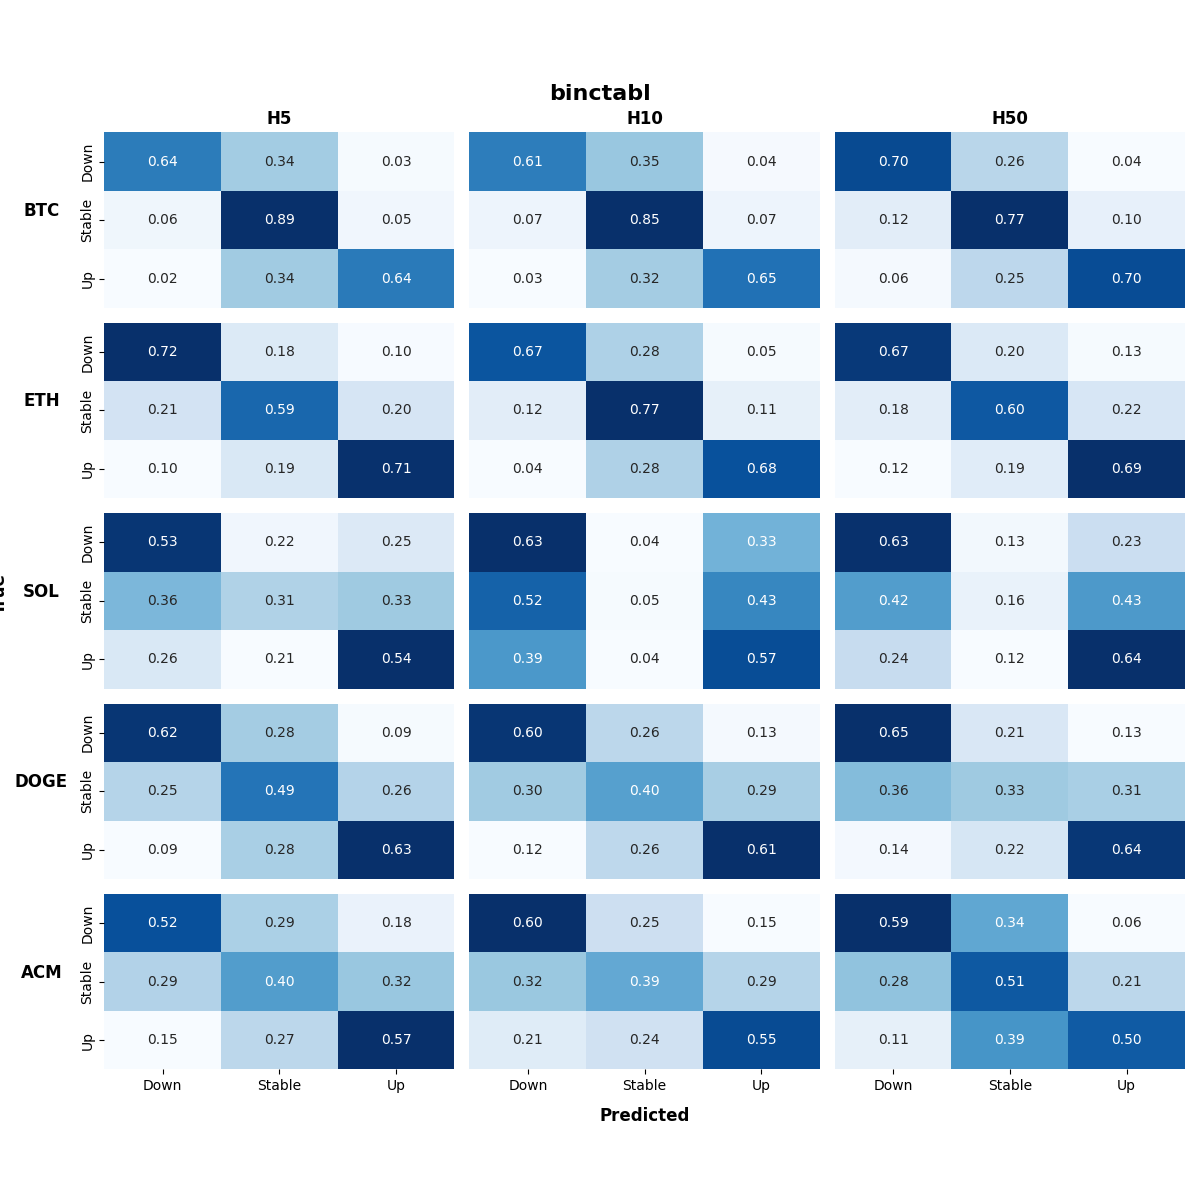 binctabl
H5 H10 H50
Down 0.64 0.34 0.03 0.61 0.35 0.04 0.70 0.26 0.04
BTC Stable 0.06 0.89 0.05 0.07 0.85 0.07 0.12 0.77 0.10
Up 0.02 0.34 0.64 0.03 0.32 0.65 0.06 0.25 0.70
Down 0.72 0.18 0.10 0.67 0.28 0.05 0.67 0.20 0.13
ETH Stable 0.21 0.59 0.20 0.12 0.77 0.11 0.18 0.60 0.22
Up 0.10 0.19 0.71 0.04 0.28 0.68 0.12 0.19 0.69
Down 0.53 0.22 0.25 0.63 0.04 0.33 0.63 0.13 0.23
SOL Stable 0.36 0.31 0.33 0.52 0.05 0.43 0.42 0.16 0.43
Up 0.26 0.21 0.54 0.39 0.04 0.57 0.24 0.12 0.64
Down 0.62 0.28 0.09 0.60 0.26 0.13 0.65 0.21 0.13
DOGE Stable 0.25 0.49 0.26 0.30 0.40 0.29 0.36 0.33 0.31
Up 0.09 0.28 0.63 0.12 0.26 0.61 0.14 0.22 0.64
Down 0.52 0.29 0.18 0.60 0.25 0.15 0.59 0.34 0.06
ACM Stable 0.29 0.40 0.32 0.32 0.39 0.29 0.28 0.51 0.21
Up 0.15 0.27 0.57 0.21 0.24 0.55 0.11 0.39 0.50
Down Stable Up Down Stable Up Down Stable Up
Predicted